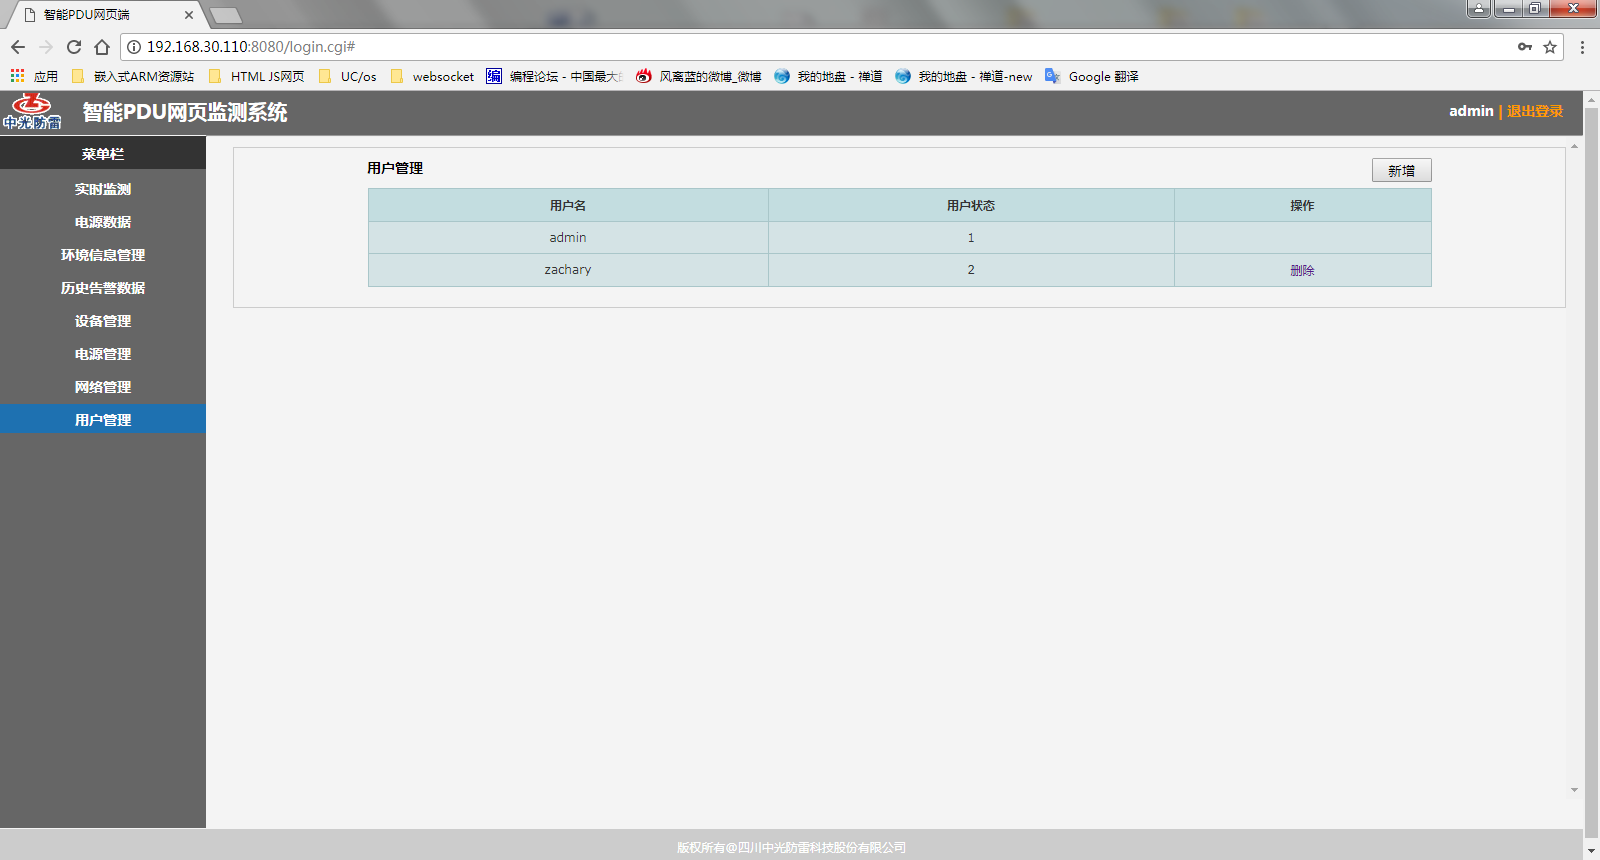 智能PDU网页端
192.168.30.110:8080/login.cgi#
应用 嵌入式ARM资源站 HTML JS网页 UC/os websocket 编 编程论坛 - 中国最大 风离蓝的微博_微博 我的地盘 - 禅道 我的地盘 - 禅道-new Google 翻译
中光防雷 智能PDU网页监测系统 admin | 退出登录
菜单栏
实时监测
电源数据
环境信息管理
历史告警数据
设备管理
电源管理
网络管理
用户管理
用户管理 新增
用户名 用户状态 操作
admin 1
zachary 2 删除
版权所有@四川中光防雷科技股份有限公司